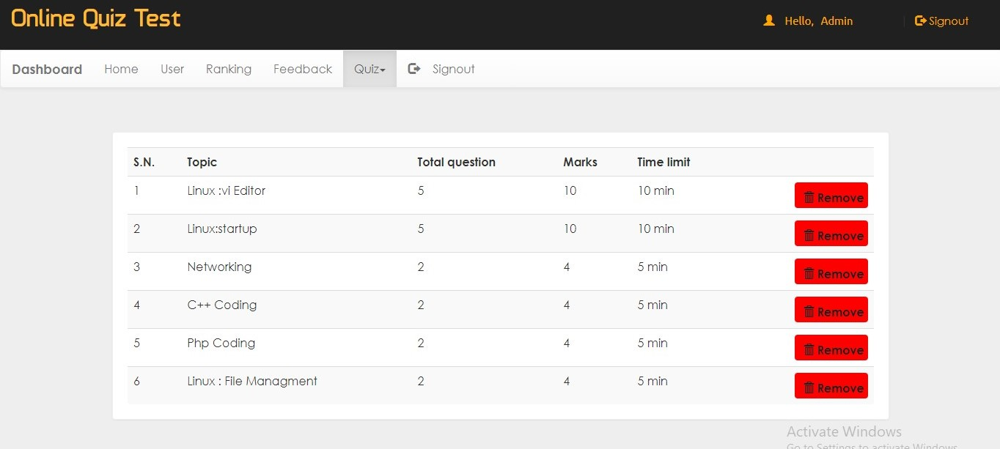 Online Quiz Test
Hello, Admin Signout
Dashboard Home User Ranking Feedback Quiz Signout
S.N. Topic Total question Marks Time limit
1 Linux :vi Editor 5 10 10 min Remove
2 Linux:startup 5 10 10 min Remove
3 Networking 2 4 5 min Remove
4 C++ Coding 2 4 5 min Remove
5 Php Coding 2 4 5 min Remove
6 Linux : File Managment 2 4 5 min Remove
Activate Windows
Go to Settings to activate Windows.